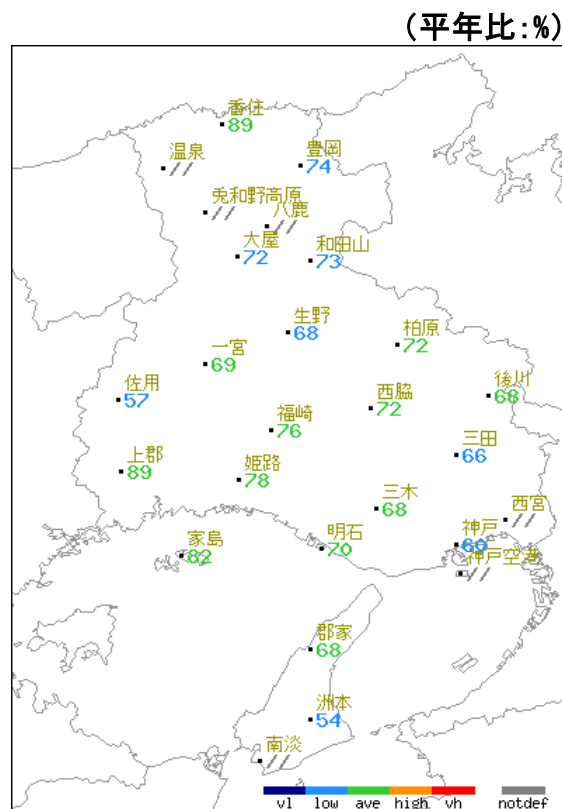 (平年比:%)
香住
89
温泉
//
豊岡
74
兎和野高原
//
八鹿
//
大屋
72
和田山
73
生野
68
柏原
72
一宮
69
佐用
57
後川
68
西脇
72
福崎
76
三田
66
上郡
89
姫路
78
三木
68
西宮
//
家島
82
明石
70
神戸
60
神戸空港
//
郡家
68
洲本
54
南淡
//
vl low ave high vh notdef